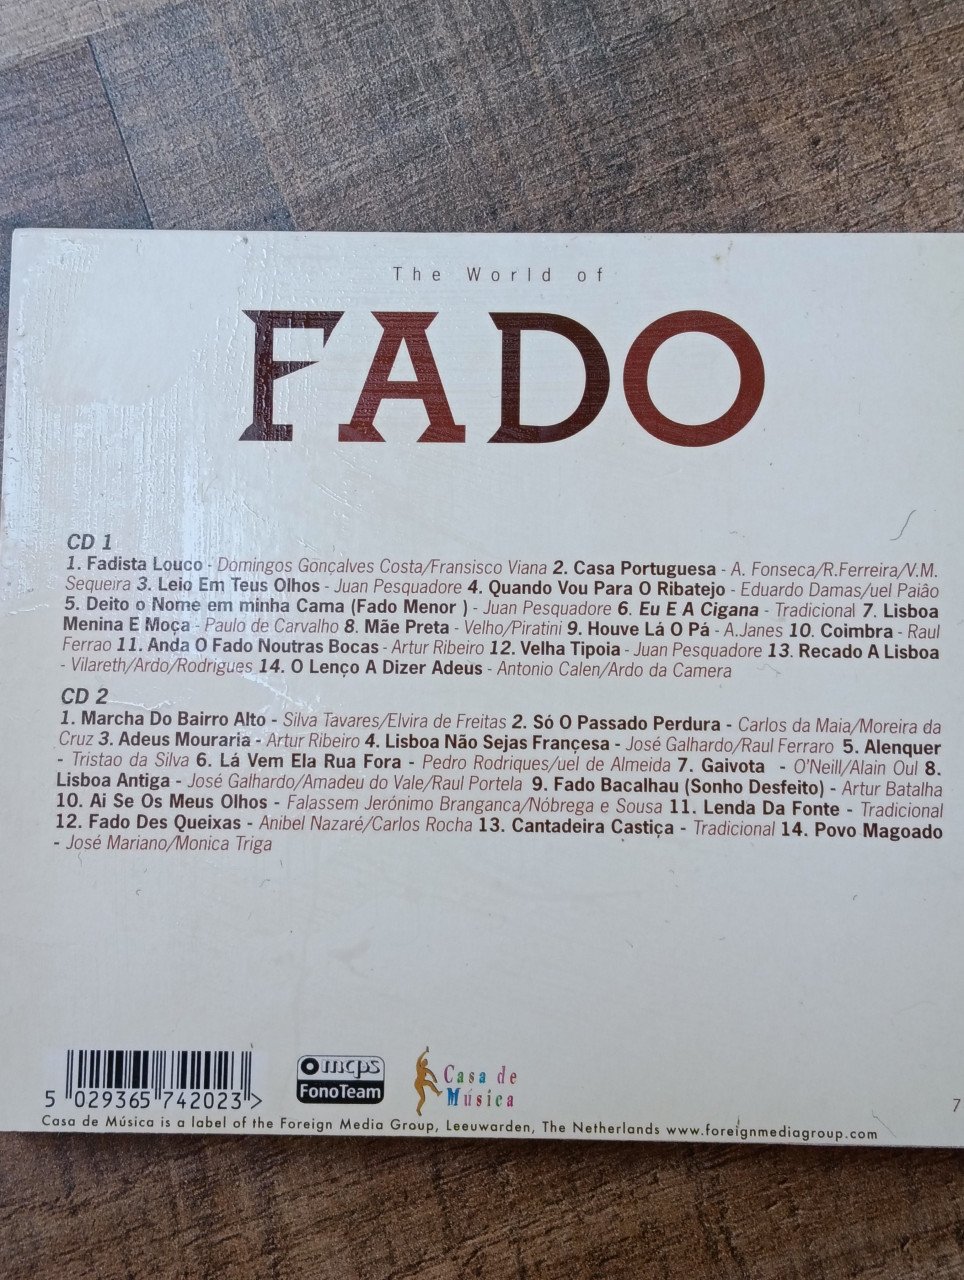 The World of
FADO
CD 1
1. Fadista Louco - Domingos Gonçalves Costa/Fransisco Viana 2. Casa Portuguesa - A. Fonseca/R.Ferreira/V.M.
Sequeira 3. Leio Em Teus Olhos - Juan Pesquadore 4. Quando Vou Para O Ribatejo - Eduardo Damas/uel Paião
5. Deito o Nome em minha Cama (Fado Menor ) - Juan Pesquadore 6. Eu E A Cigana - Tradicional 7. Lisboa
Menina E Moça - Paulo de Carvalho 8. Mãe Preta - Velho/Piratini 9. Houve Lá O Pá - A.Janes 10. Coimbra - Raul
Ferrao 11. Anda O Fado Noutras Bocas - Artur Ribeiro 12. Velha Tipoia - Juan Pesquadore 13. Recado A Lisboa
- Vilareth/Ardo/Rodrigues 14. O Lenço A Dizer Adeus - Antonio Calen/Ardo da Camera
CD 2
1. Marcha Do Bairro Alto - Silva Tavares/Elvira de Freitas 2. Só O Passado Perdura - Carlos da Maia/Moreira da
Cruz 3. Adeus Mouraria - Artur Ribeiro 4. Lisboa Não Sejas Françesa - José Galhardo/Raul Ferraro 5. Alenquer
- Tristao da Silva 6. Lá Vem Ela Rua Fora - Pedro Rodriques/uel de Almeida 7. Gaivota - O'Neill/Alain Oul 8.
Lisboa Antiga - José Galhardo/Amadeu do Vale/Raul Portela 9. Fado Bacalhau (Sonho Desfeito) - Artur Batalha
10. Ai Se Os Meus Olhos - Falassem Jerónimo Branganca/Nóbrega e Sousa 11. Lenda Da Fonte - Tradicional
12. Fado Des Queixas - Anibel Nazaré/Carlos Rocha 13. Cantadeira Castiça - Tradicional 14. Povo Magoado
- José Mariano/Monica Triga
5 029365 742023 >
mcps
FonoTeam
Casa de
Música
7
Casa de Música is a label of the Foreign Media Group, Leeuwarden, The Netherlands www.foreignmediagroup.com